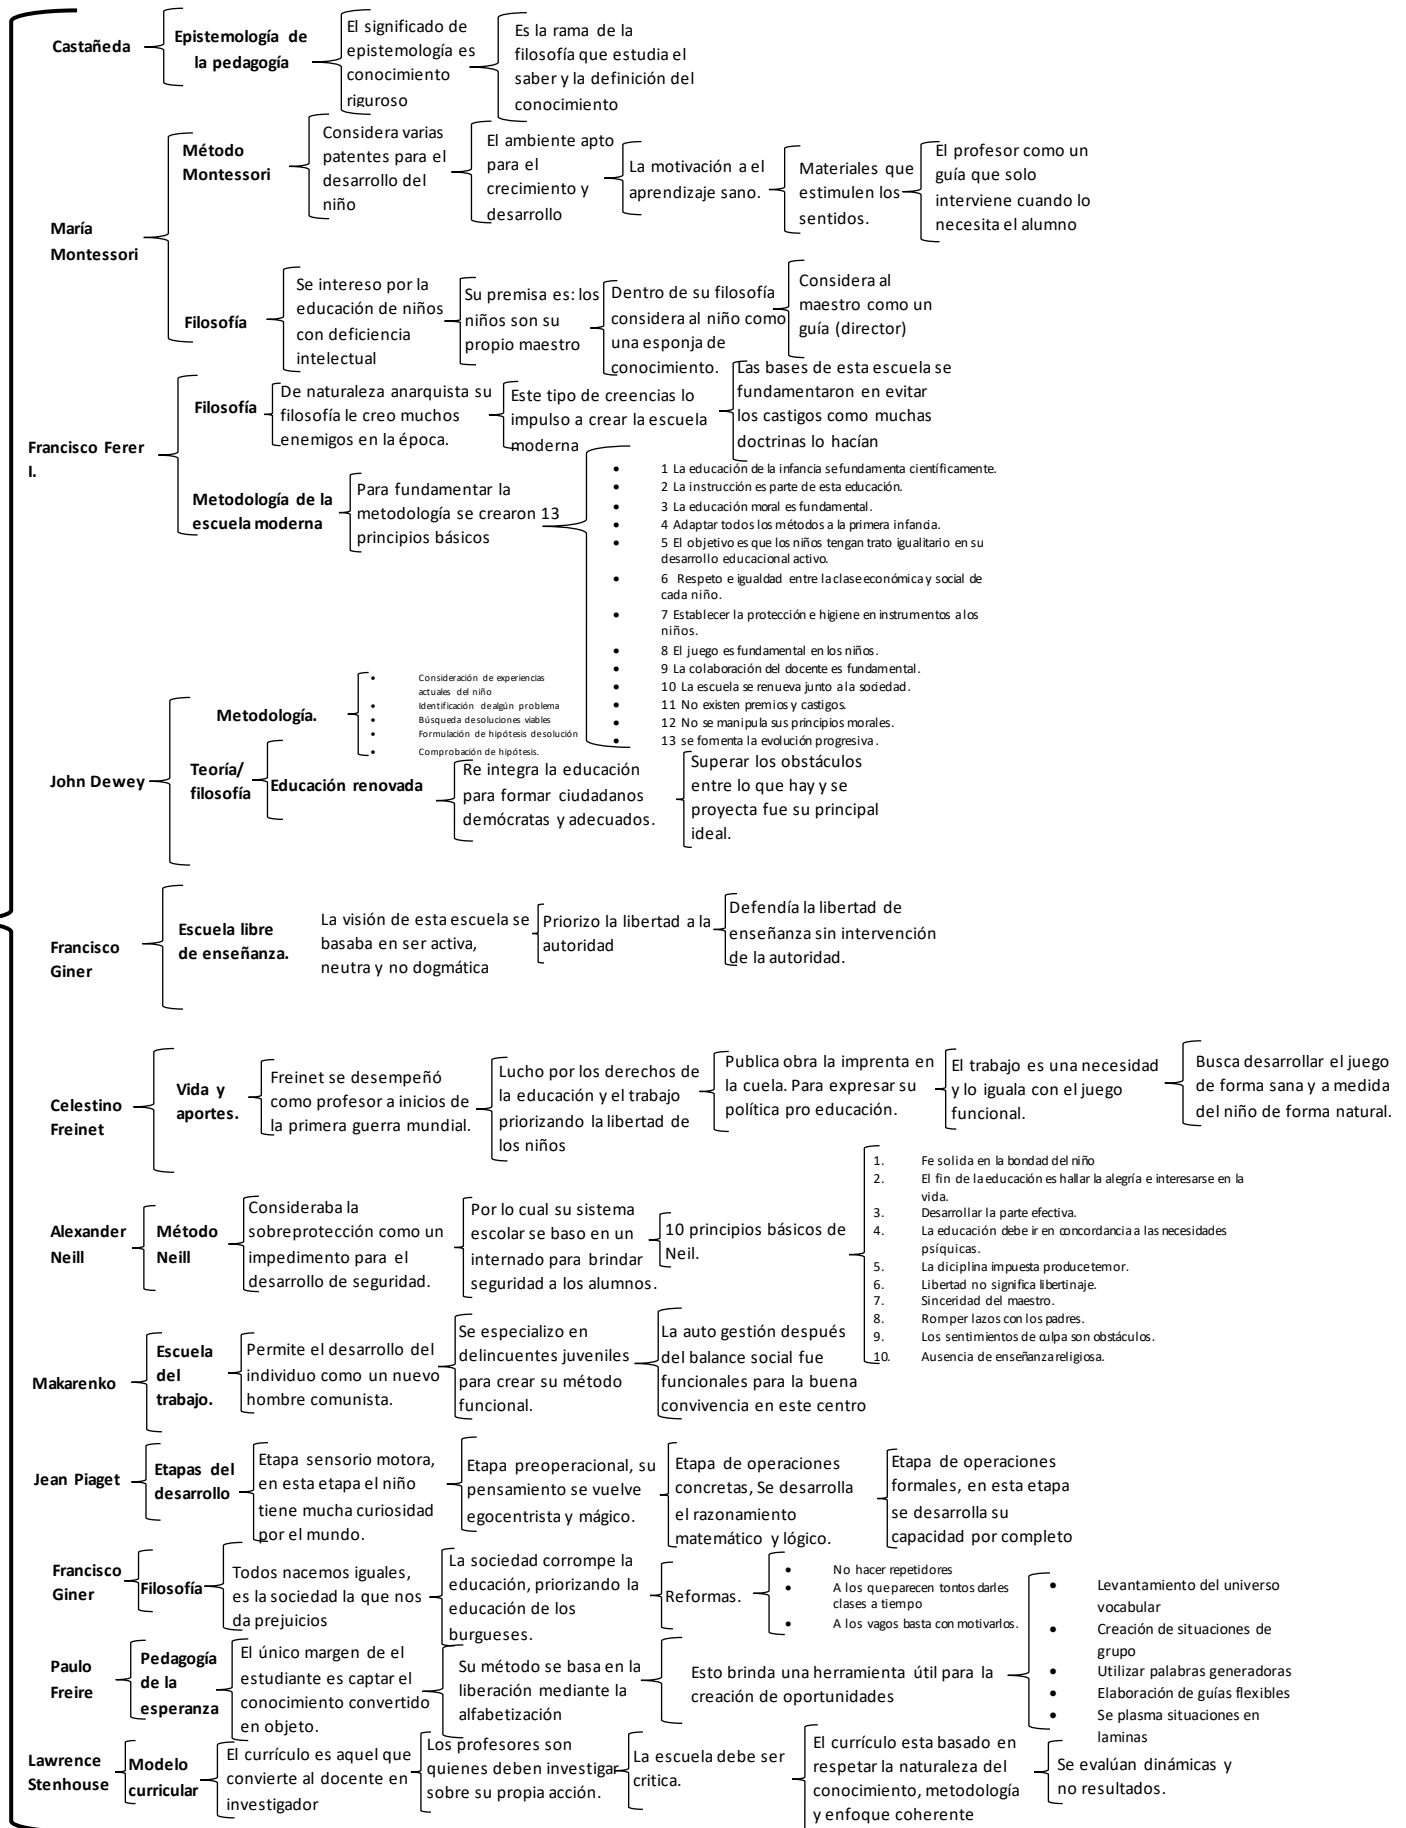 Castañeda
Epistemología de
la pedagogía
El significado de
epistemología es
conocimiento
riguroso
Es la rama de la
filosofía que estudia el
saber y la definición del
conocimiento
María
Montessori
Método
Montessori
Considera varias
patentes para el
desarrollo del
niño
El ambiente apto
para el
crecimiento y
desarrollo
La motivación a el
aprendizaje sano.
Materiales que
estimulen los
sentidos.
El profesor como un
guía que solo
interviene cuando lo
necesita el alumno
Filosofía
Se intereso por la
educación de niños
con deficiencia
intelectual
Su premisa es: los
niños son su
propio maestro
Dentro de su filosofía
considera al niño como
una esponja de
conocimiento.
Considera al
maestro como un
guía (director)
Francisco Ferer
I.
Filosofía
De naturaleza anarquista su
filosofía le creo muchos
enemigos en la época.
Este tipo de creencias lo
impulso a crear la escuela
moderna
Las bases de esta escuela se
fundamentaron en evitar
los castigos como muchas
doctrinas lo hacían
Metodología de la
escuela moderna
Para fundamentar la
metodología se crearon 13
principios básicos
• 1 La educación de la infancia se fundamenta científicamente.
• 2 La instrucción es parte de esta educación.
• 3 La educación moral es fundamental.
• 4 Adaptar todos los métodos a la primera infancia.
• 5 El objetivo es que los niños tengan trato igualitario en su
desarrollo educacional activo.
• 6 Respeto e igualdad entre la clase económica y social de
cada niño.
• 7 Establecer la protección e higiene en instrumentos a los
niños.
• 8 El juego es fundamental en los niños.
• 9 La colaboración del docente es fundamental.
• 10 La escuela se renueva junto a la sociedad.
• 11 No existen premios y castigos.
• 12 No se manipula sus principios morales.
• 13 se fomenta la evolución progresiva.
John Dewey
Metodología.
• Consideración de experiencias
actuales del niño
• Identificación de algún problema
• Búsqueda de soluciones viables
• Formulación de hipótesis de solución
• Comprobación de hipótesis.
Teoría/
filosofía
Educación renovada
Re integra la educación
para formar ciudadanos
demócratas y adecuados.
Superar los obstáculos
entre lo que hay y se
proyecta fue su principal
ideal.
Francisco
Giner
Escuela libre
de enseñanza.
La visión de esta escuela se
basaba en ser activa,
neutra y no dogmática
Priorizo la libertad a la
autoridad
Defendía la libertad de
enseñanza sin intervención
de la autoridad.
Celestino
Freinet
Vida y
aportes.
Freinet se desempeñó
como profesor a inicios de
la primera guerra mundial.
Lucho por los derechos de
la educación y el trabajo
priorizando la libertad de
los niños
Publica obra la imprenta en
la cuela. Para expresar su
política pro educación.
El trabajo es una necesidad
y lo iguala con el juego
funcional.
Busca desarrollar el juego
de forma sana y a medida
del niño de forma natural.
Alexander
Neill
Método
Neill
Consideraba la
sobreprotección como un
impedimento para el
desarrollo de seguridad.
Por lo cual su sistema
escolar se baso en un
internado para brindar
seguridad a los alumnos.
10 principios básicos de
Neil.
1. Fe solida en la bondad del niño
2. El fin de la educación es hallar la alegría e interesarse en la
vida.
3. Desarrollar la parte efectiva.
4. La educación debe ir en concordancia a las necesidades
psíquicas.
5. La diciplina impuesta produce temor.
6. Libertad no significa libertinaje.
7. Sinceridad del maestro.
8. Romper lazos con los padres.
9. Los sentimientos de culpa son obstáculos.
10. Ausencia de enseñanza religiosa.
Makarenko
Escuela
del
trabajo.
Permite el desarrollo del
individuo como un nuevo
hombre comunista.
Se especializo en
delincuentes juveniles
para crear su método
funcional.
La auto gestión después
del balance social fue
funcionales para la buena
convivencia en este centro
Jean Piaget
Etapas del
desarrollo
Etapa sensorio motora,
en esta etapa el niño
tiene mucha curiosidad
por el mundo.
Etapa preoperacional, su
pensamiento se vuelve
egocentrista y mágico.
Etapa de operaciones
concretas, Se desarrolla
el razonamiento
matemático y lógico.
Etapa de operaciones
formales, en esta etapa
se desarrolla su
capacidad por completo
Francisco
Giner
Filosofía
Todos nacemos iguales,
es la sociedad la que nos
da prejuicios
La sociedad corrompe la
educación, priorizando la
educación de los
burgueses.
Reformas.
• No hacer repetidores
• A los que parecen tontos darles
clases a tiempo
• A los vagos basta con motivarlos.
Paulo
Freire
Pedagogía
de la
esperanza
El único margen de el
estudiante es captar el
conocimiento convertido
en objeto.
Su método se basa en la
liberación mediante la
alfabetización
Esto brinda una herramienta útil para la
creación de oportunidades
• Levantamiento del universo
vocabular
• Creación de situaciones de
grupo
• Utilizar palabras generadoras
• Elaboración de guías flexibles
• Se plasma situaciones en
laminas
Lawrence
Stenhouse
Modelo
curricular
El currículo es aquel que
convierte al docente en
investigador
Los profesores son
quienes deben investigar
sobre su propia acción.
La escuela debe ser
critica.
El currículo esta basado en
respetar la naturaleza del
conocimiento, metodología
y enfoque coherente
Se evalúan dinámicas y
no resultados.